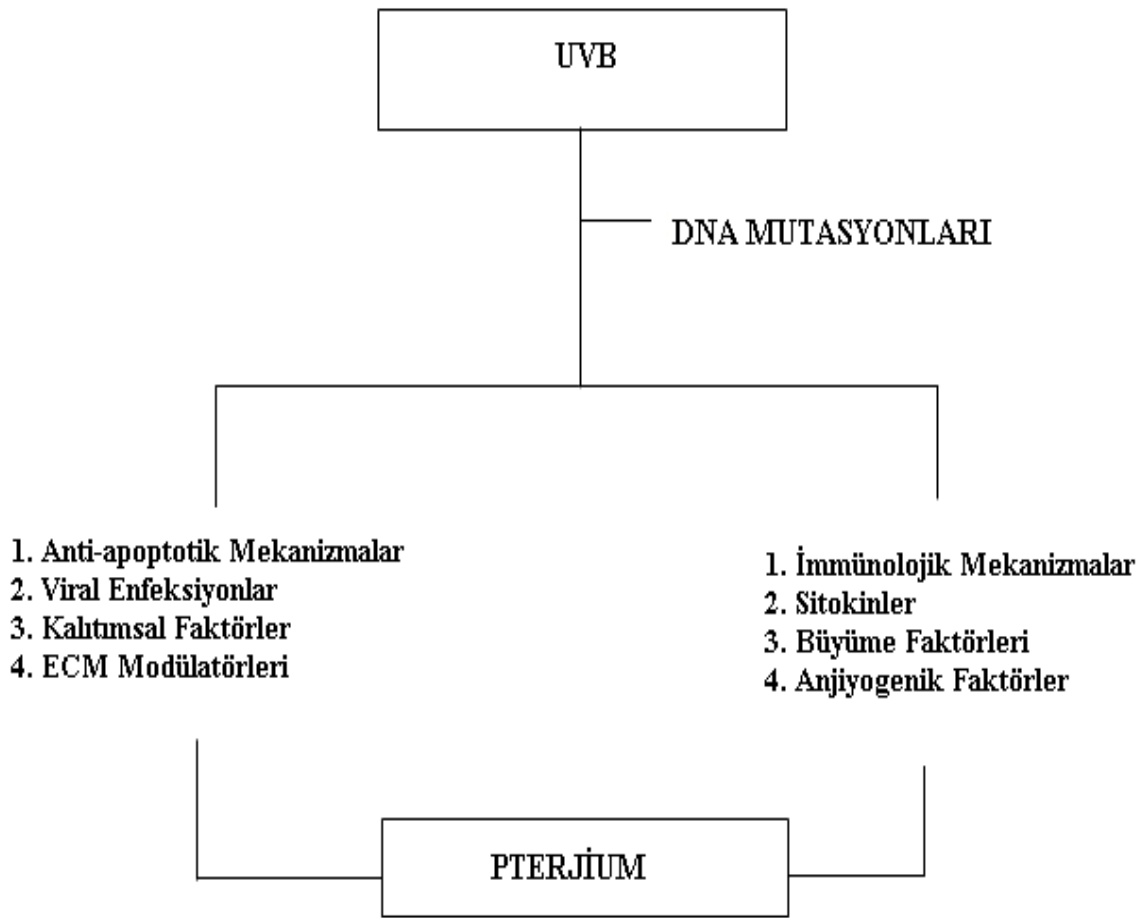 UVB
DNA MUTASYONLARI
1. Anti-apoptotik Mekanizmalar
2. Viral Enfeksiyonlar
3. Kalıtımsal Faktörler
4. ECM Modülatörleri
1. İmmünolojik Mekanizmalar
2. Sitokinler
3. Büyüme Faktörleri
4. Anjiyogenik Faktörler
PTERJİUM